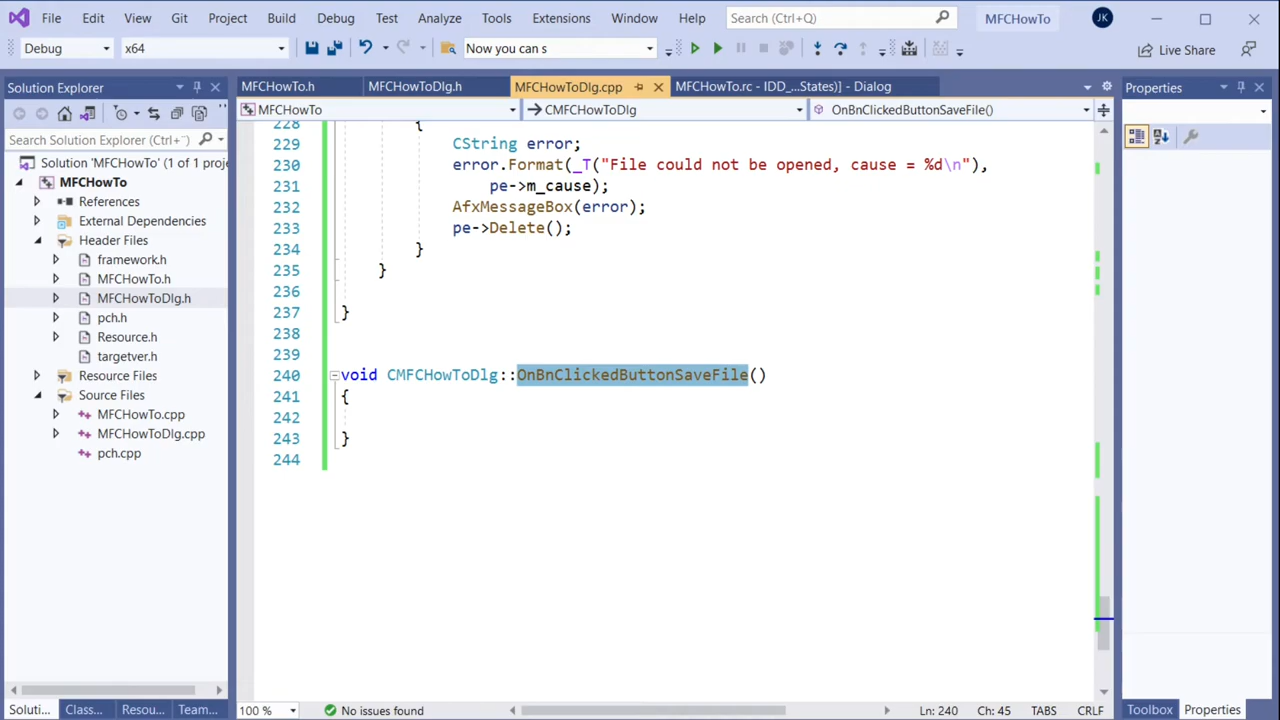 File Edit View Git Project Build Debug Test Analyze Tools Extensions Window Help Search (Ctrl+Q) MFCHowTo JK
Debug x64 Now you can s Live Share
Solution Explorer
Search Solution Explorer (Ctrl+
Solution 'MFCHowTo' (1 of 1 proje
MFCHowTo
References
External Dependencies
Header Files
framework.h
MFCHowTo.h
MFCHowToDlg.h
pch.h
Resource.h
targetver.h
Resource Files
Source Files
MFCHowTo.cpp
MFCHowToDlg.cpp
pch.cpp
Soluti... Class... Resou... Team...
MFCHowTo.h MFCHowToDlg.h MFCHowToDlg.cpp MFCHowTo.rc - IDD_...States)] - Dialog
MFCHowTo CMFCHowToDlg OnBnClickedButtonSaveFile()
228 {
229 CString error;
230 error.Format(_T("File could not be opened, cause = %d\n"),
231 pe->m_cause);
232 AfxMessageBox(error);
233 pe->Delete();
234 }
235 }
236
237 }
238
239
240 void CMFCHowToDlg::OnBnClickedButtonSaveFile()
241 {
242
243 }
244
100 % No issues found Ln: 240 Ch: 45 TABS CRLF
Properties
Toolbox Properties